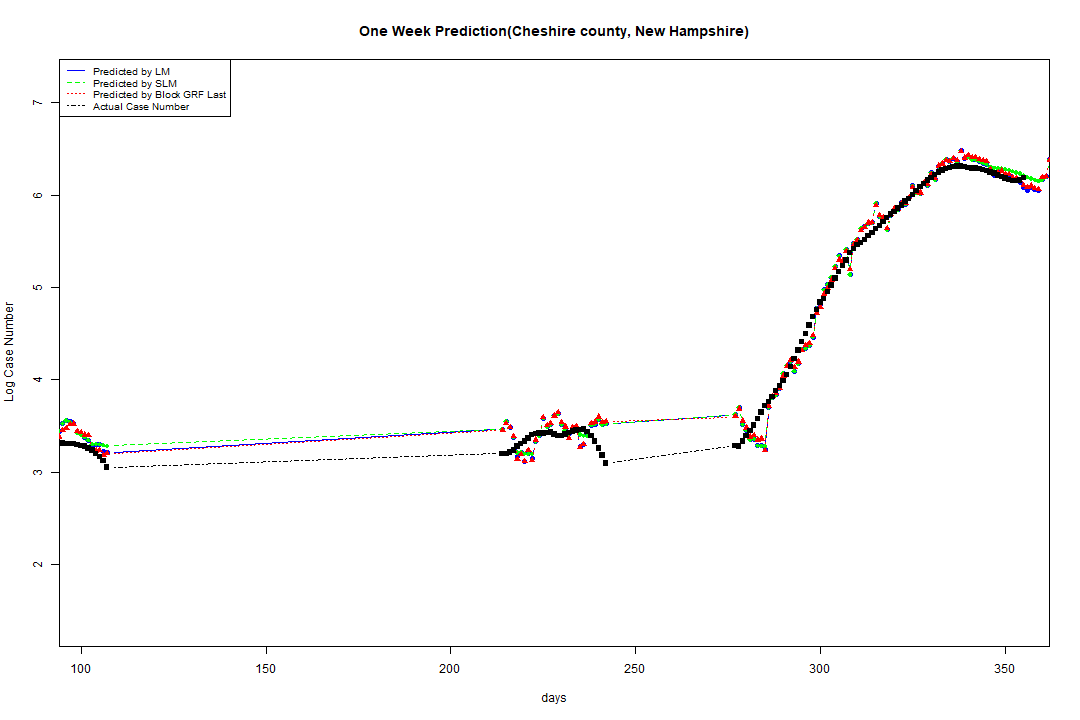 One Week Prediction(Cheshire county, New Hampshire)
Predicted by LM
Predicted by SLM
Predicted by Block GRF Last
Actual Case Number
7
6
5
4
3
2
Log Case Number
100 150 200 250 300 350
days